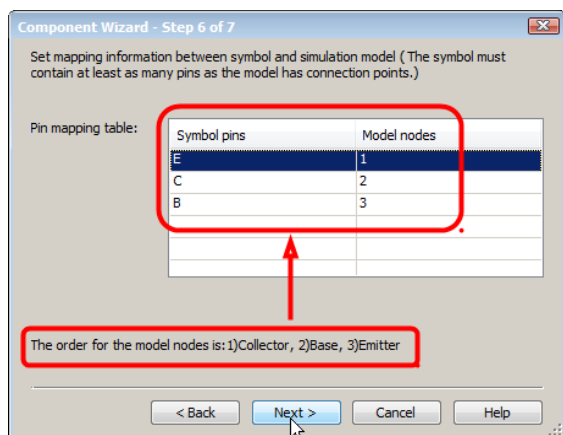 Component Wizard - Step 6 of 7
Set mapping information between symbol and simulation model ( The symbol must
contain at least as many pins as the model has connection points.)
Pin mapping table:
Symbol pins Model nodes
E 1
C 2
B 3
The order for the model nodes is:1)Collector, 2)Base, 3)Emitter
< Back Next > Cancel Help